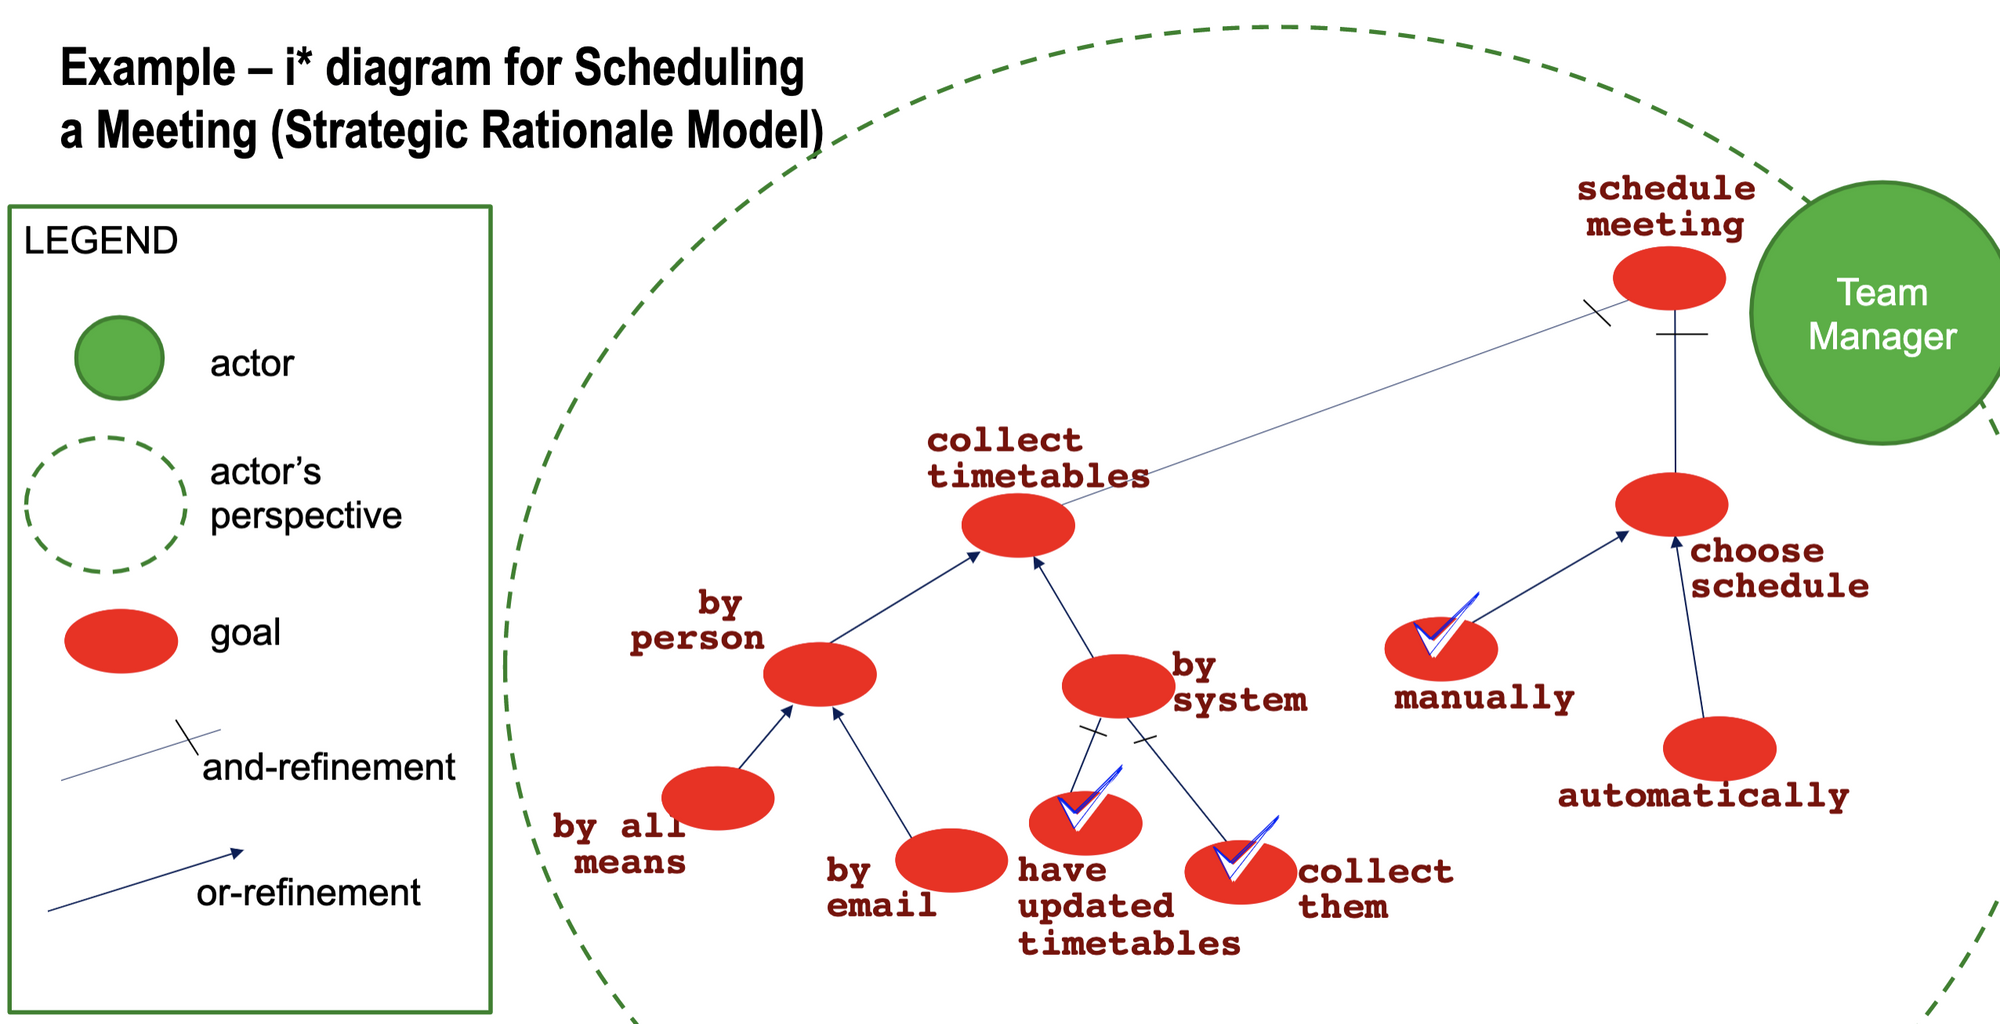 Example – i* diagram for Scheduling
a Meeting (Strategic Rationale Model)
LEGEND
actor
actor’s
perspective
goal
and-refinement
or-refinement
schedule
meeting
Team
Manager
collect
timetables
choose
schedule
by
person
by
system
manually
automatically
by all
means
by
email
have
updated
timetables
collect
them